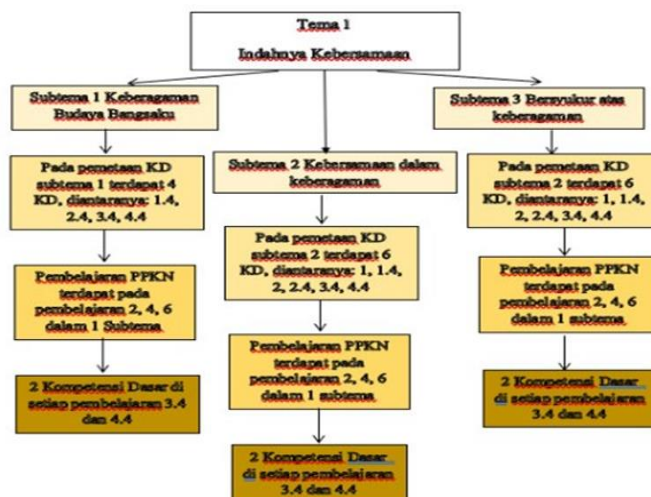 Tema 1
Indahnya Kebersamaan
Subtema 1 Keberagaman
Budaya Bangsaku
Pada pemetaan KD
subtema 1 terdapat 4
KD, diantaranya: 1.4,
2.4, 3.4, 4.4
Pembelajaran PPKN
terdapat pada
pembelajaran 2, 4, 6
dalam 1 Subtema
2 Kompetensi Dasar di
setiap pembelajaran 3.4
dan 4.4
Subtema 2 Kebersamaan dalam
keberagaman
Pada pemetaan KD
subtema 2 terdapat 6
KD, diantaranya: 1, 1.4,
2, 2.4, 3.4, 4.4
Pembelajaran PPKN
terdapat pada
pembelajaran 2, 4, 6
dalam 1 subtema
2 Kompetensi Dasar
di setiap pembelajaran
3.4 dan 4.4
Subtema 3 Bersyukur atas
keberagaman
Pada pemetaan KD
subtema 2 terdapat 6
KD, diantaranya: 1, 1.4,
2, 2.4, 3.4, 4.4
Pembelajaran PPKN
terdapat pada
pembelajaran 2, 4, 6
dalam 1 subtema
2 Kompetensi Dasar
di setiap pembelajaran
3.4 dan 4.4